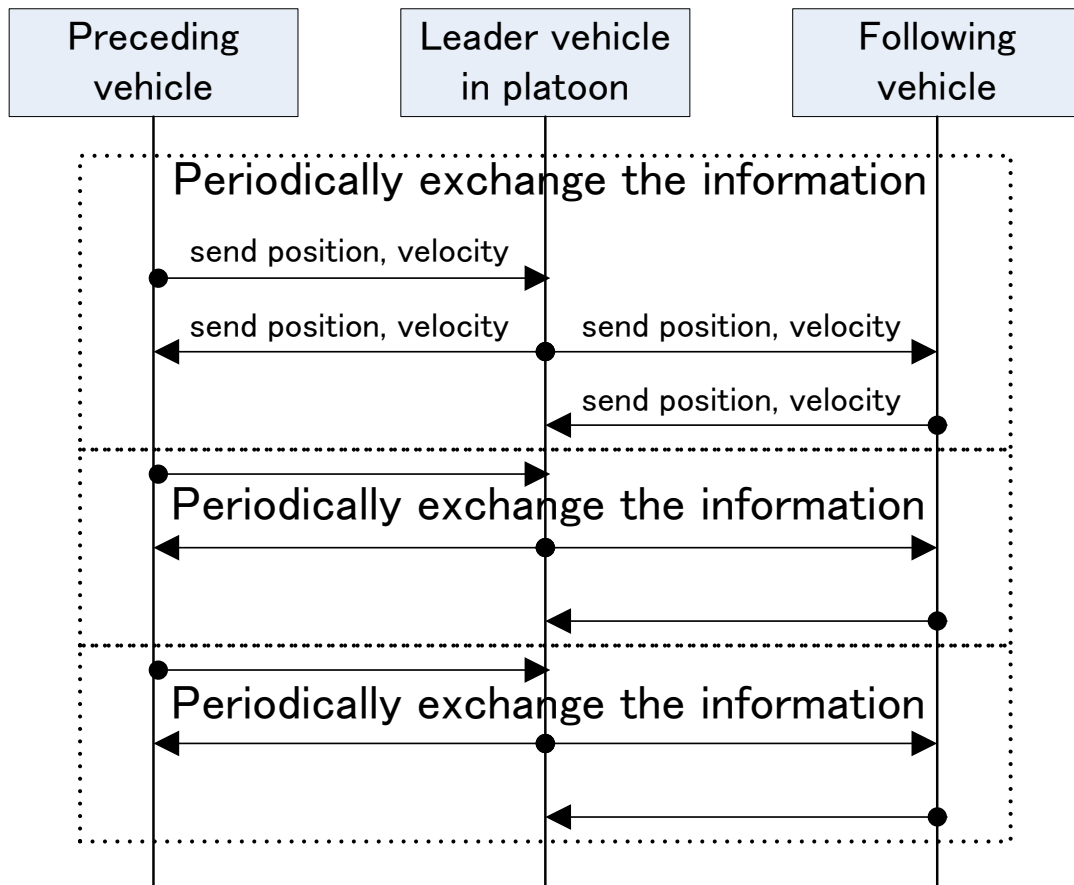 Preceding
vehicle
Leader vehicle
in platoon
Following
vehicle
Periodically exchange the information
send position, velocity
send position, velocity
send position, velocity
send position, velocity
Periodically exchange the information
Periodically exchange the information